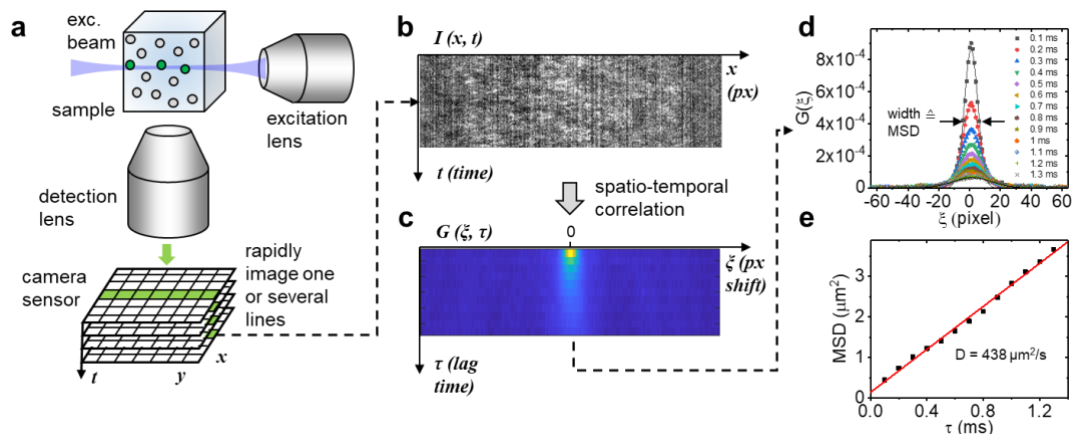 a
exc.
beam
sample
excitation
lens
detection
lens
camera
sensor
rapidly
image one
or several
lines
x
t
y
b
I (x, t)
x
(px)
t (time)
spatio-temporal
correlation
c
G (ξ, τ)
0
ξ (px
shift)
τ (lag
time)
d
G(ξ)
8x10⁻⁴
6x10⁻⁴
4x10⁻⁴
2x10⁻⁴
0
width ≙
MSD
0.1 ms
0.2 ms
0.3 ms
0.4 ms
0.5 ms
0.6 ms
0.7 ms
0.8 ms
0.9 ms
1 ms
1.1 ms
1.2 ms
1.3 ms
-60 -40 -20 0 20 40 60
ξ (pixel)
e
MSD (µm²)
3
2
1
0
D = 438 µm²/s
0.0 0.4 0.8 1.2
τ (ms)